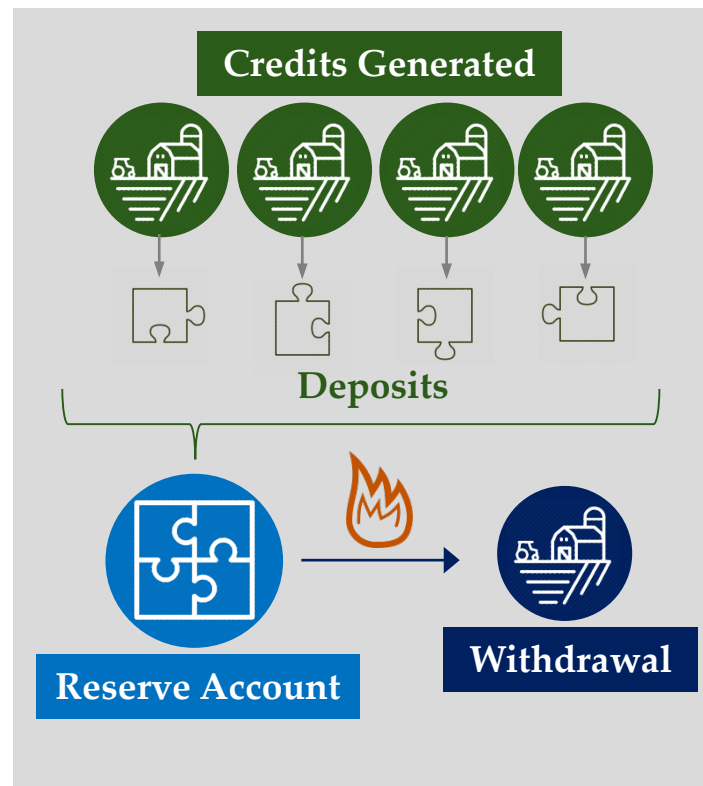 Credits Generated
Deposits
Reserve Account
Withdrawal